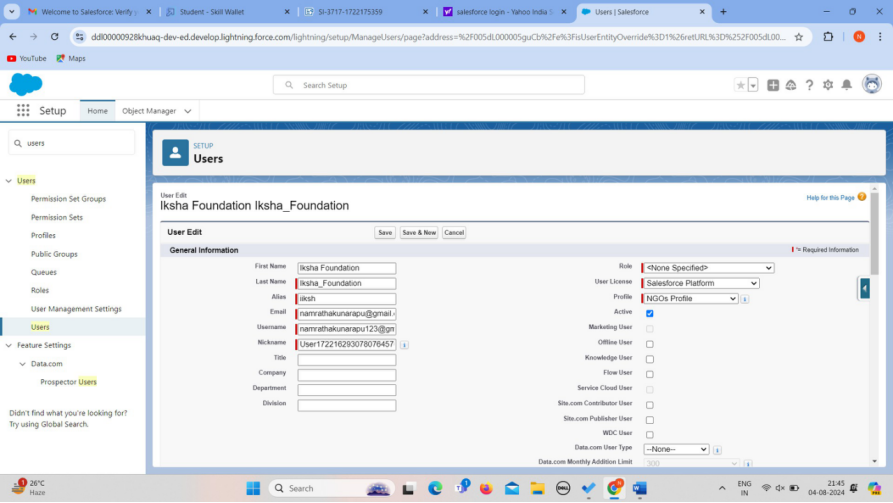 Welcome to Salesforce: Verify y
Student - Skill Wallet
SI-3717-1722175359
salesforce login - Yahoo India S
Users | Salesforce
ddl0000928khuaq-dev-ed.develop.lightning.force.com/lightning/setup/ManageUsers/page?address=%2F005dL000005guCb%2Fe%3FisUserEntityOverride%3D1%26retURL%3D%252F005dL00...
N
YouTube
Maps
Search Setup
Setup
Home
Object Manager
users
SETUP
Users
Users
Permission Set Groups
Permission Sets
Profiles
Public Groups
Queues
Roles
User Management Settings
Users
Feature Settings
Data.com
Prospector Users
Didn't find what you're looking for?
Try using Global Search.
User Edit
Iksha Foundation Iksha_Foundation
Help for this Page
User Edit
Save
Save & New
Cancel
General Information
= Required Information
First Name Iksha Foundation
Last Name Iksha_Foundation
Alias iiksh
Email namrathakunarapu@gmail.
Username namrathakunarapu123@gm
Nickname User172216293078076457
Title
Company
Department
Division
Role <None Specified>
User License Salesforce Platform
Profile NGOs Profile
Active
Marketing User
Offline User
Knowledge User
Flow User
Service Cloud User
Site.com Contributor User
Site.com Publisher User
WDC User
Data.com User Type --None--
Data.com Monthly Addition Limit 300
1
26°C
Haze
Search
1
DELL
ENG
IN
21:45
04-08-2024